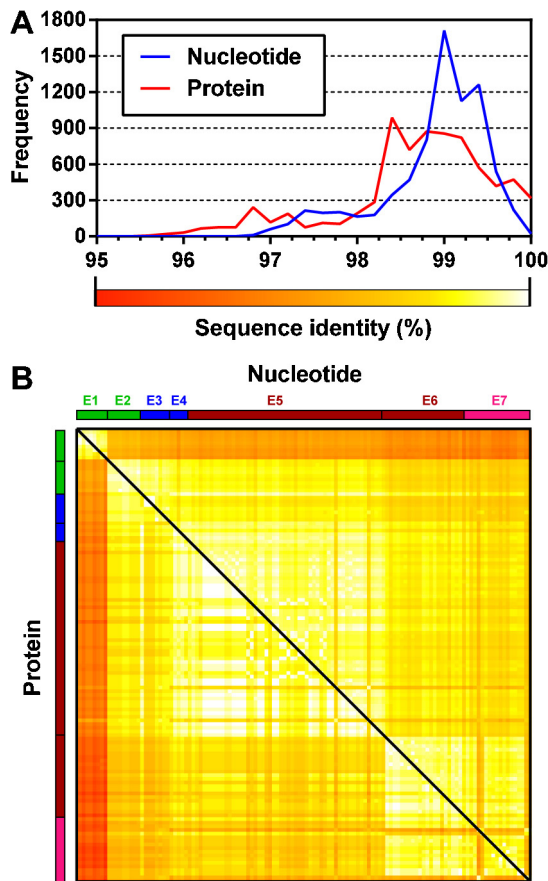 A
Frequency
1800
1500
1200
900
600
300
0
Nucleotide
Protein
95 96 97 98 99 100
Sequence identity (%)
B
Nucleotide
E1 E2 E3 E4 E5 E6 E7
Protein